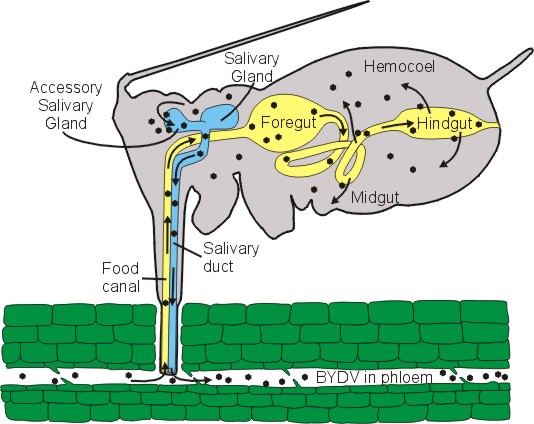 Salivary
Gland
Accessory
Salivary
Gland
Hemocoel
Foregut
Hindgut
Midgut
Salivary
duct
Food
canal
BYDV in phloem